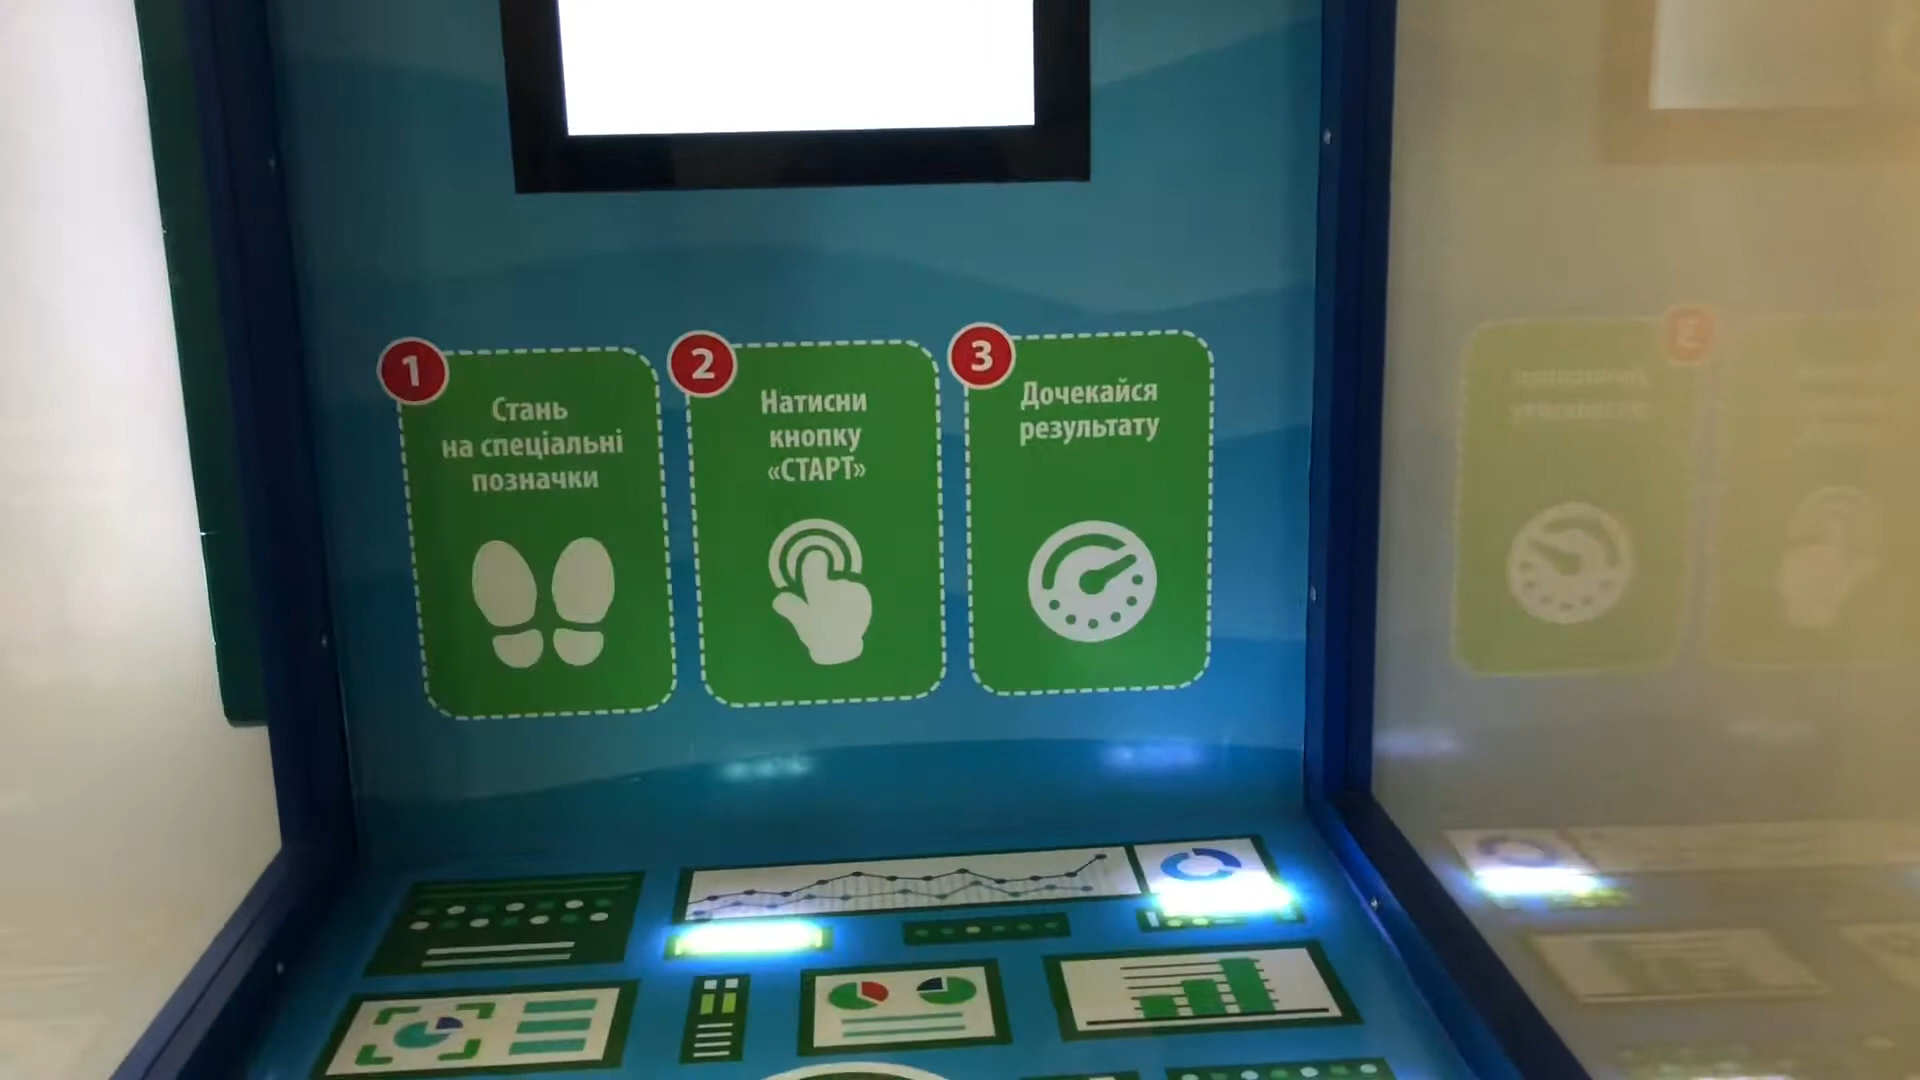 1
Стань
на спеціальні
позначки
2
Натисни
кнопку
«СТАРТ»
3
Дочекайся
результату